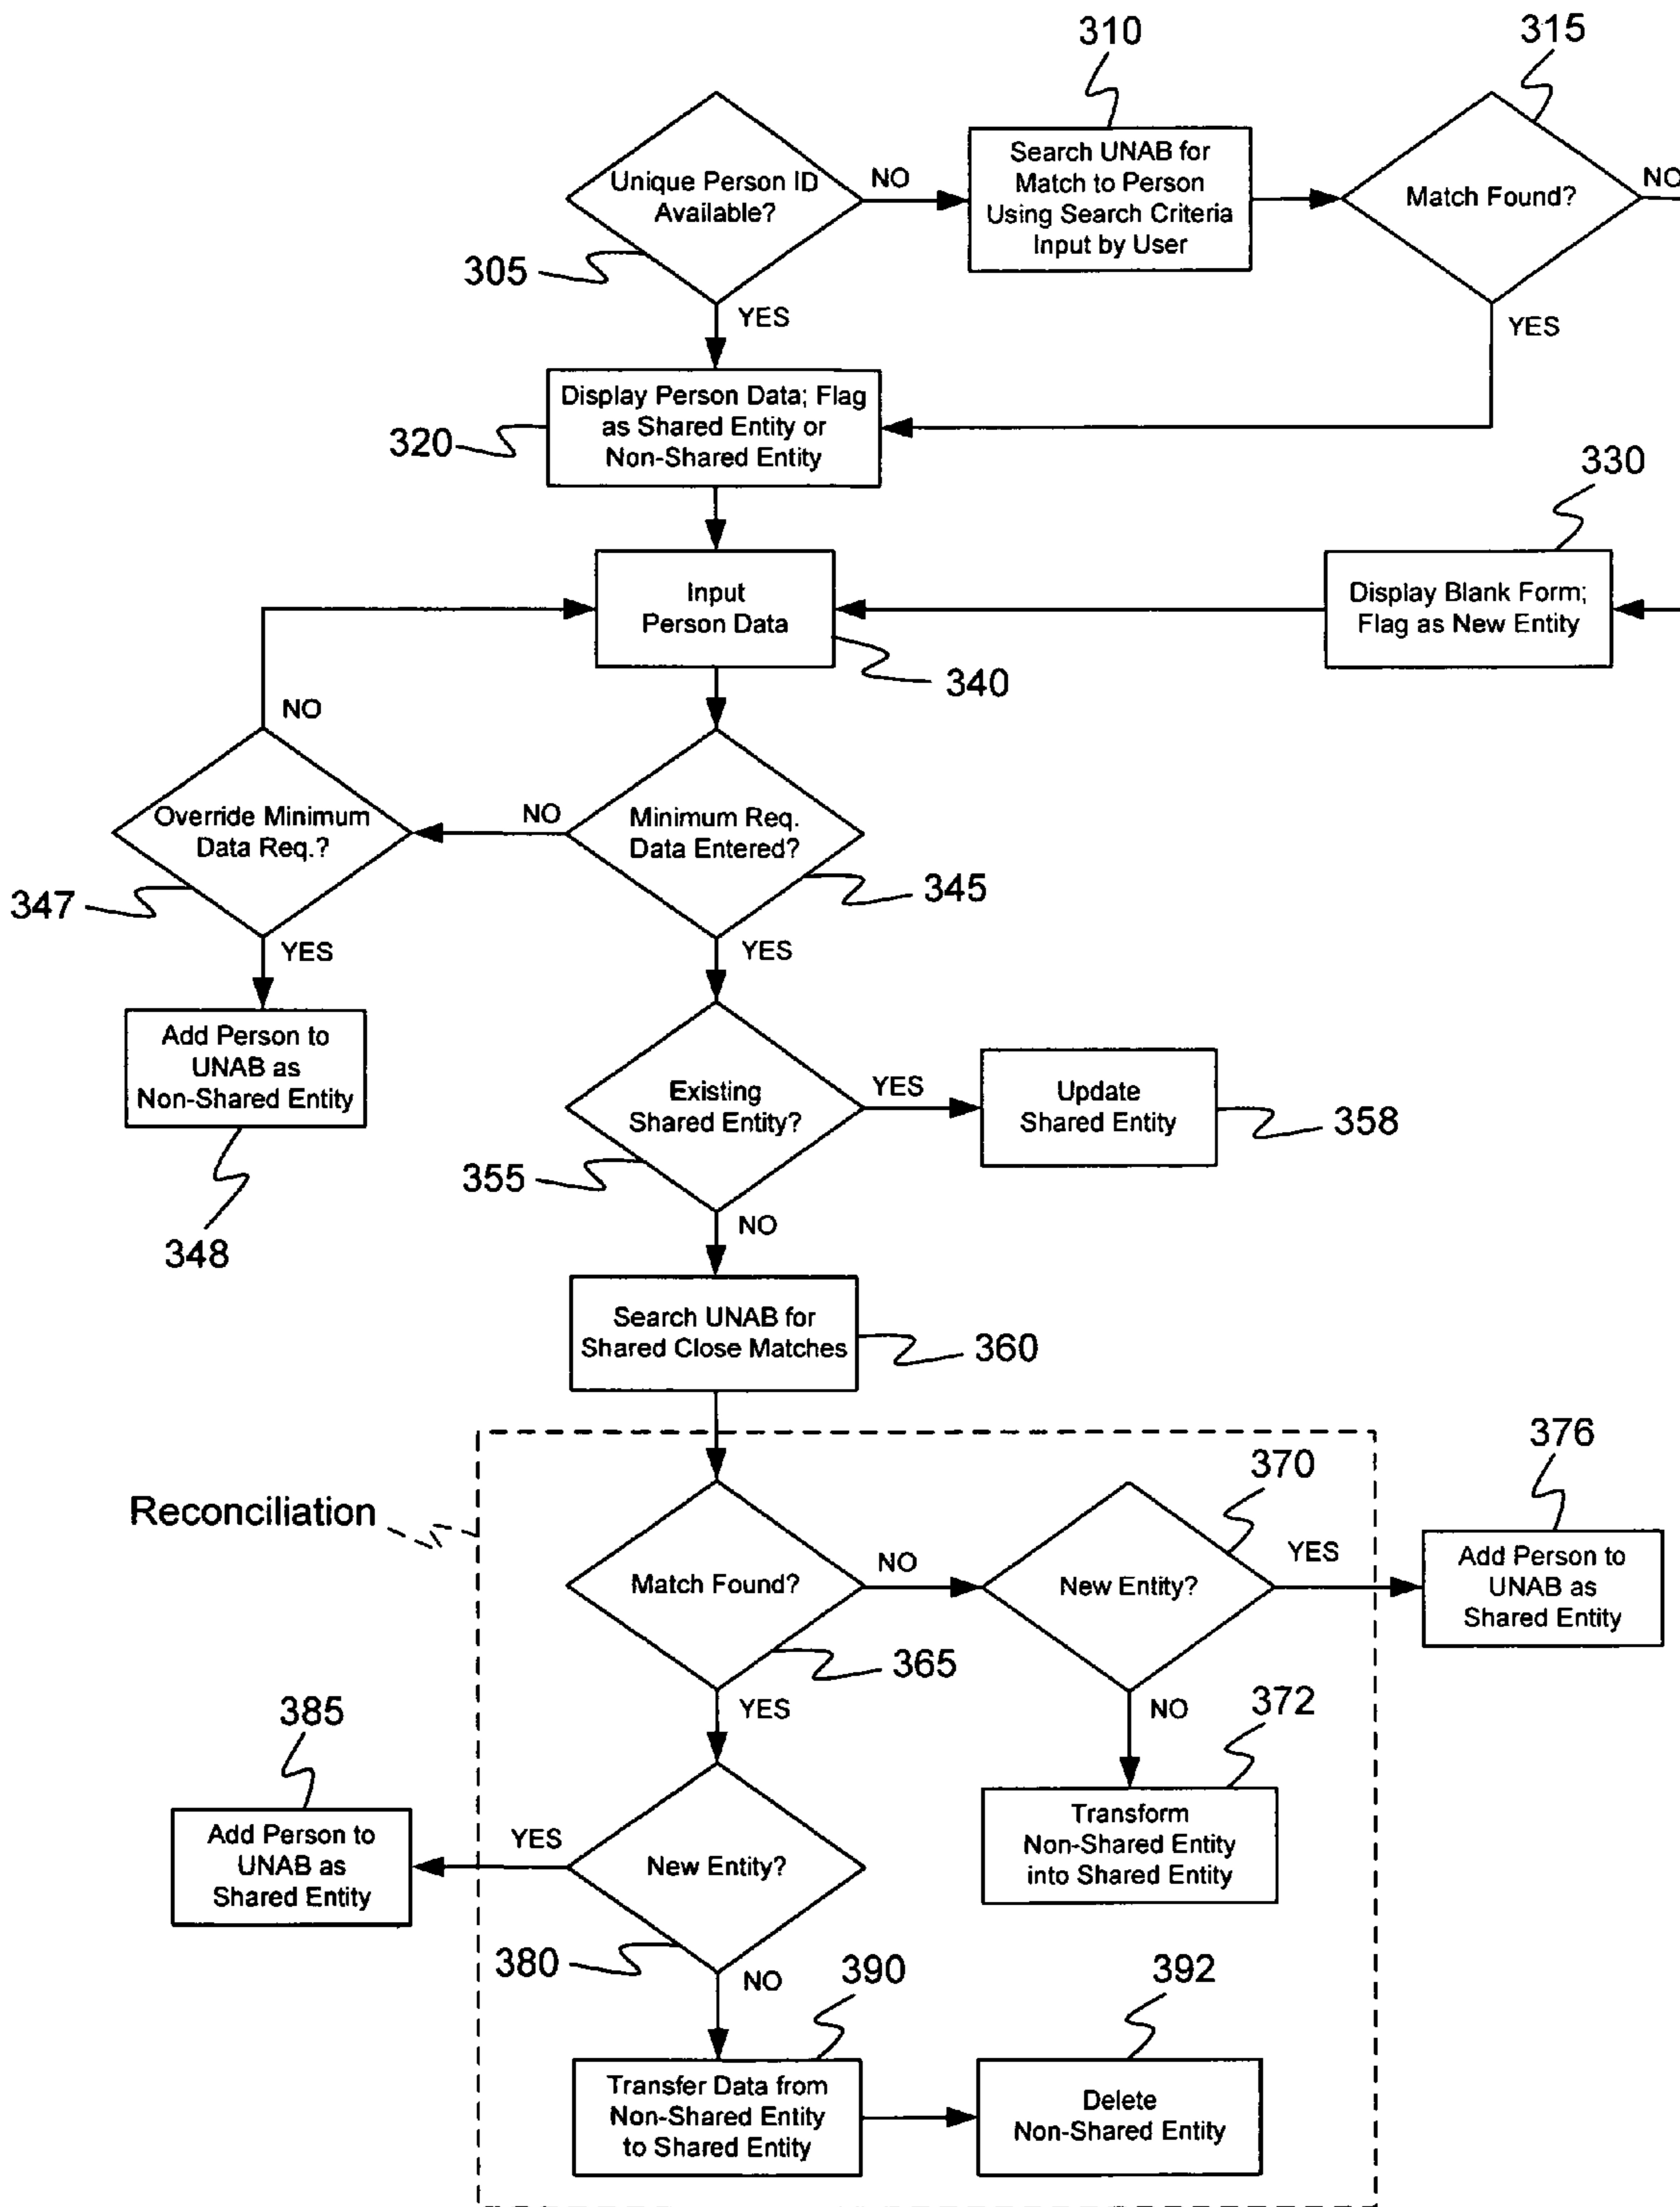 310
315
Unique Person ID
Available?
NO
Search UNAB for
Match to Person
Using Search Criteria
Input by User
Match Found?
NO
305
YES
YES
Display Person Data; Flag
as Shared Entity or
Non-Shared Entity
320
330
Input
Person Data
Display Blank Form;
Flag as New Entity
340
NO
Override Minimum
Data Req.?
NO
Minimum Req.
Data Entered?
347
345
YES
YES
Add Person to
UNAB as
Non-Shared Entity
Existing
Shared Entity?
YES
Update
Shared Entity
358
355
348
NO
Search UNAB for
Shared Close Matches
360
376
370
Reconciliation
Match Found?
NO
New Entity?
YES
Add Person to
UNAB as
Shared Entity
365
385
YES
NO
372
Add Person to
UNAB as
Shared Entity
YES
New Entity?
Transform
Non-Shared Entity
into Shared Entity
380
NO
390
392
Transfer Data from
Non-Shared Entity
to Shared Entity
Delete
Non-Shared Entity